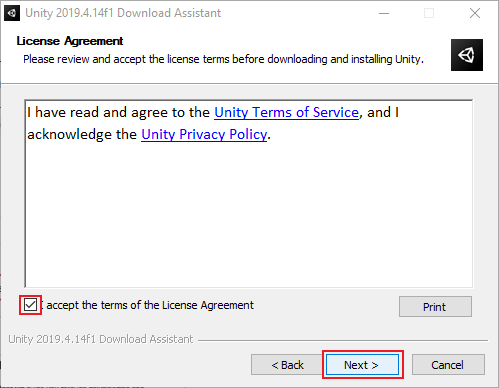 Unity 2019.4.14f1 Download Assistant
License Agreement
Please review and accept the license terms before downloading and installing Unity.
I have read and agree to the Unity Terms of Service, and I
acknowledge the Unity Privacy Policy.
I accept the terms of the License Agreement
Print
Unity 2019.4.14f1 Download Assistant
< Back
Next >
Cancel